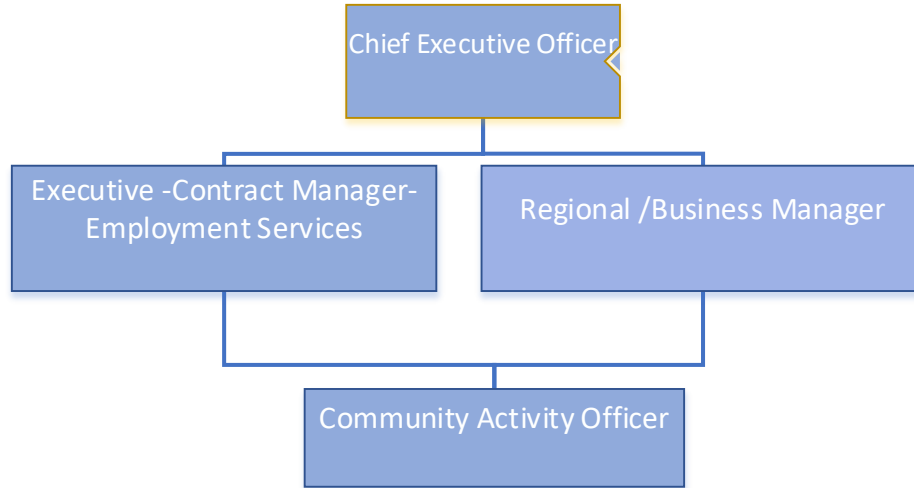 Chief Executive Officer
Executive -Contract Manager-
Employment Services
Regional /Business Manager
Community Activity Officer